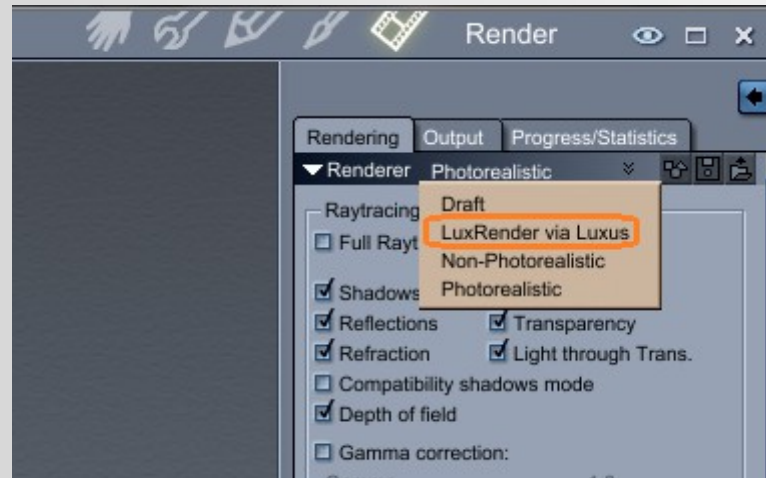 Render
Rendering Output Progress/Statistics
Renderer Photorealistic
Draft
LuxRender via Luxus
Non-Photorealistic
Photorealistic
Raytracing
Full Rayt
Shadows
Reflections Transparency
Refraction Light through Trans.
Compatibility shadows mode
Depth of field
Gamma correction: